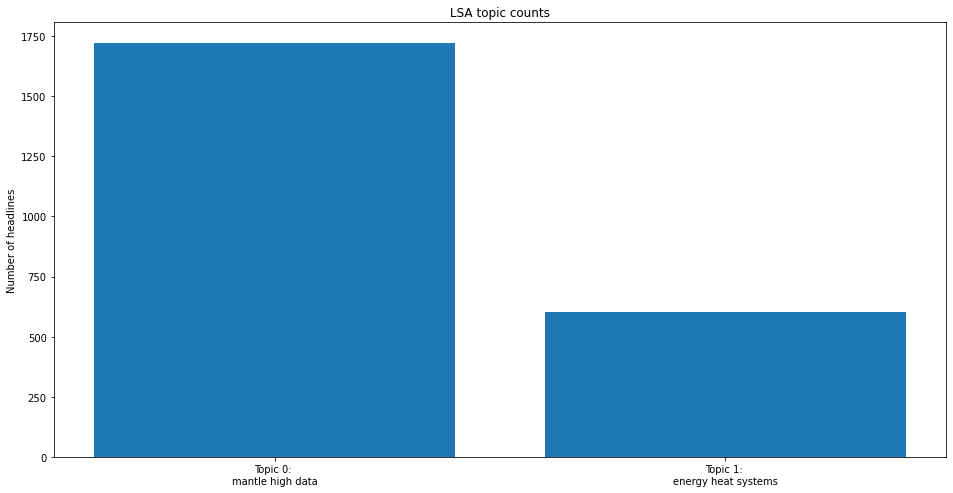 LSA topic counts
Number of headlines
1750
1500
1250
1000
750
500
250
0
Topic 0:
mantle high data
Topic 1:
energy heat systems